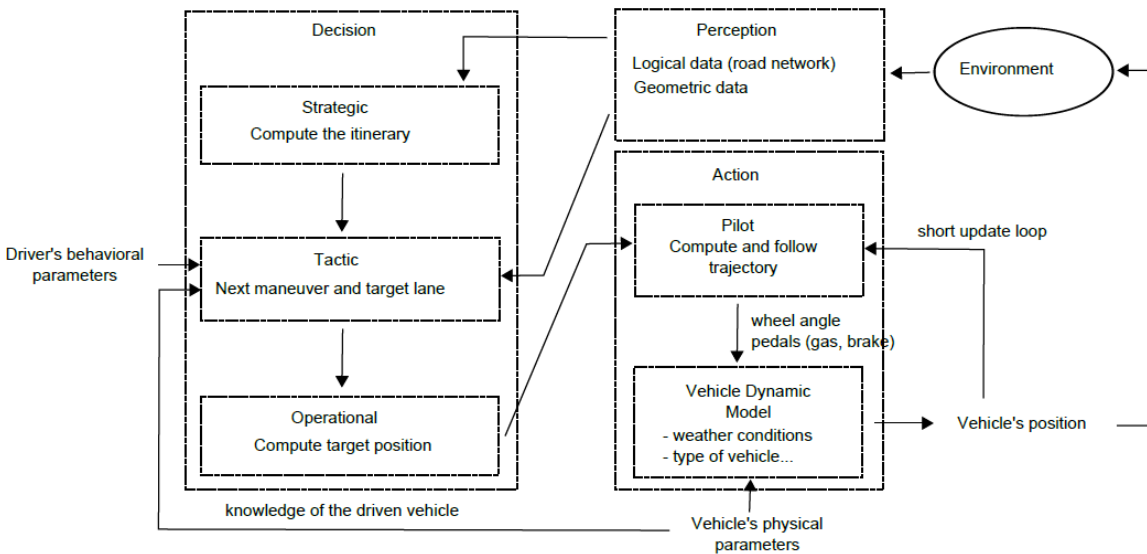 Decision
Strategic
Compute the itinerary
Tactic
Next maneuver and target lane
Operational
Compute target position
Driver's behavioral
parameters
knowledge of the driven vehicle
Perception
Logical data (road network)
Geometric data
Environment
Action
Pilot
Compute and follow
trajectory
short update loop
wheel angle
pedals (gas, brake)
Vehicle Dynamic
Model
- weather conditions
- type of vehicle...
Vehicle's position
Vehicle's physical
parameters